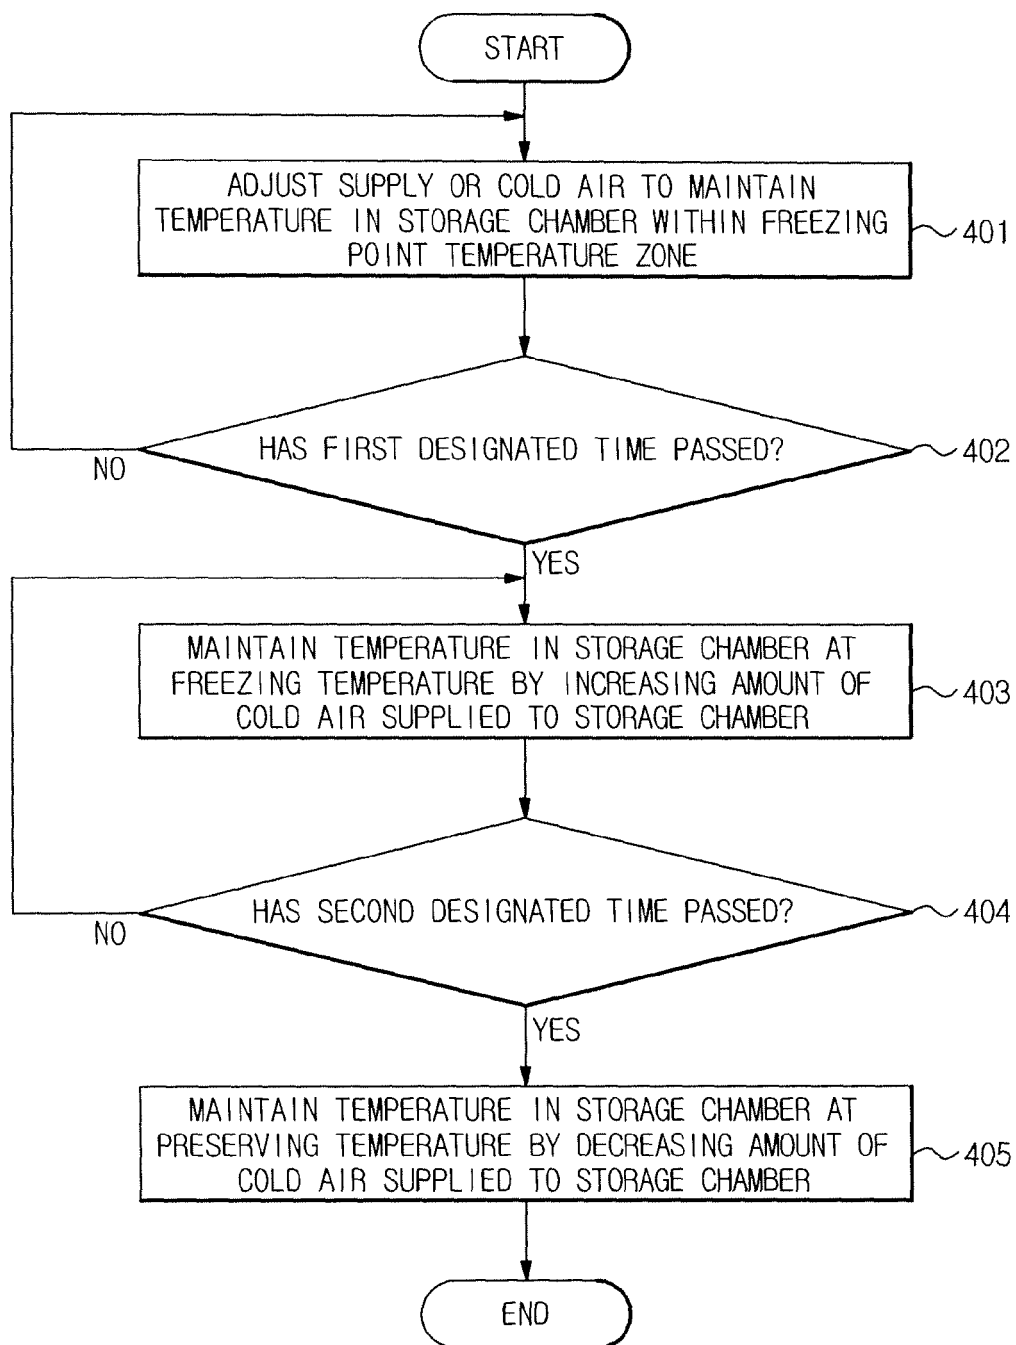 START
ADJUST SUPPLY OR COLD AIR TO MAINTAIN
TEMPERATURE IN STORAGE CHAMBER WITHIN FREEZING
POINT TEMPERATURE ZONE
401
HAS FIRST DESIGNATED TIME PASSED?
402
NO
YES
MAINTAIN TEMPERATURE IN STORAGE CHAMBER AT
FREEZING TEMPERATURE BY INCREASING AMOUNT OF
COLD AIR SUPPLIED TO STORAGE CHAMBER
403
HAS SECOND DESIGNATED TIME PASSED?
404
NO
YES
MAINTAIN TEMPERATURE IN STORAGE CHAMBER AT
PRESERVING TEMPERATURE BY DECREASING AMOUNT OF
COLD AIR SUPPLIED TO STORAGE CHAMBER
405
END